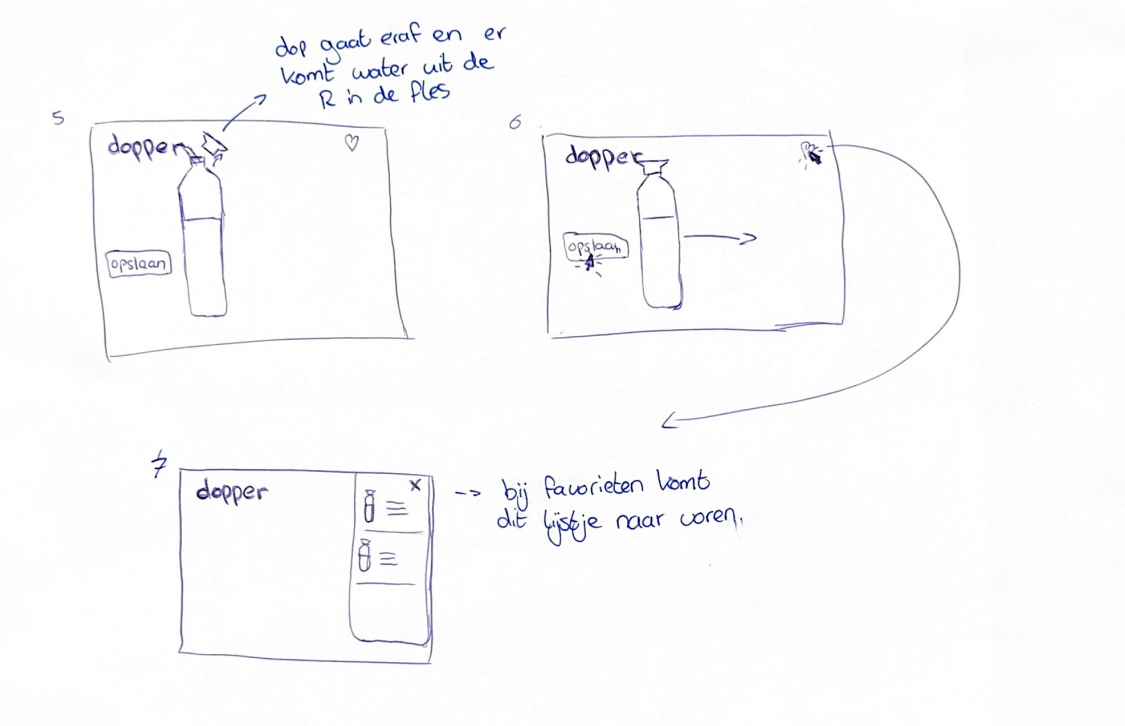 dop gaat eraf en er
komt water uit de
R in de fles
5
dopper
opslaan
6
dopper
opslaan
7
dopper
x
--> bij favorieten komt
dit lijstje naar voren.